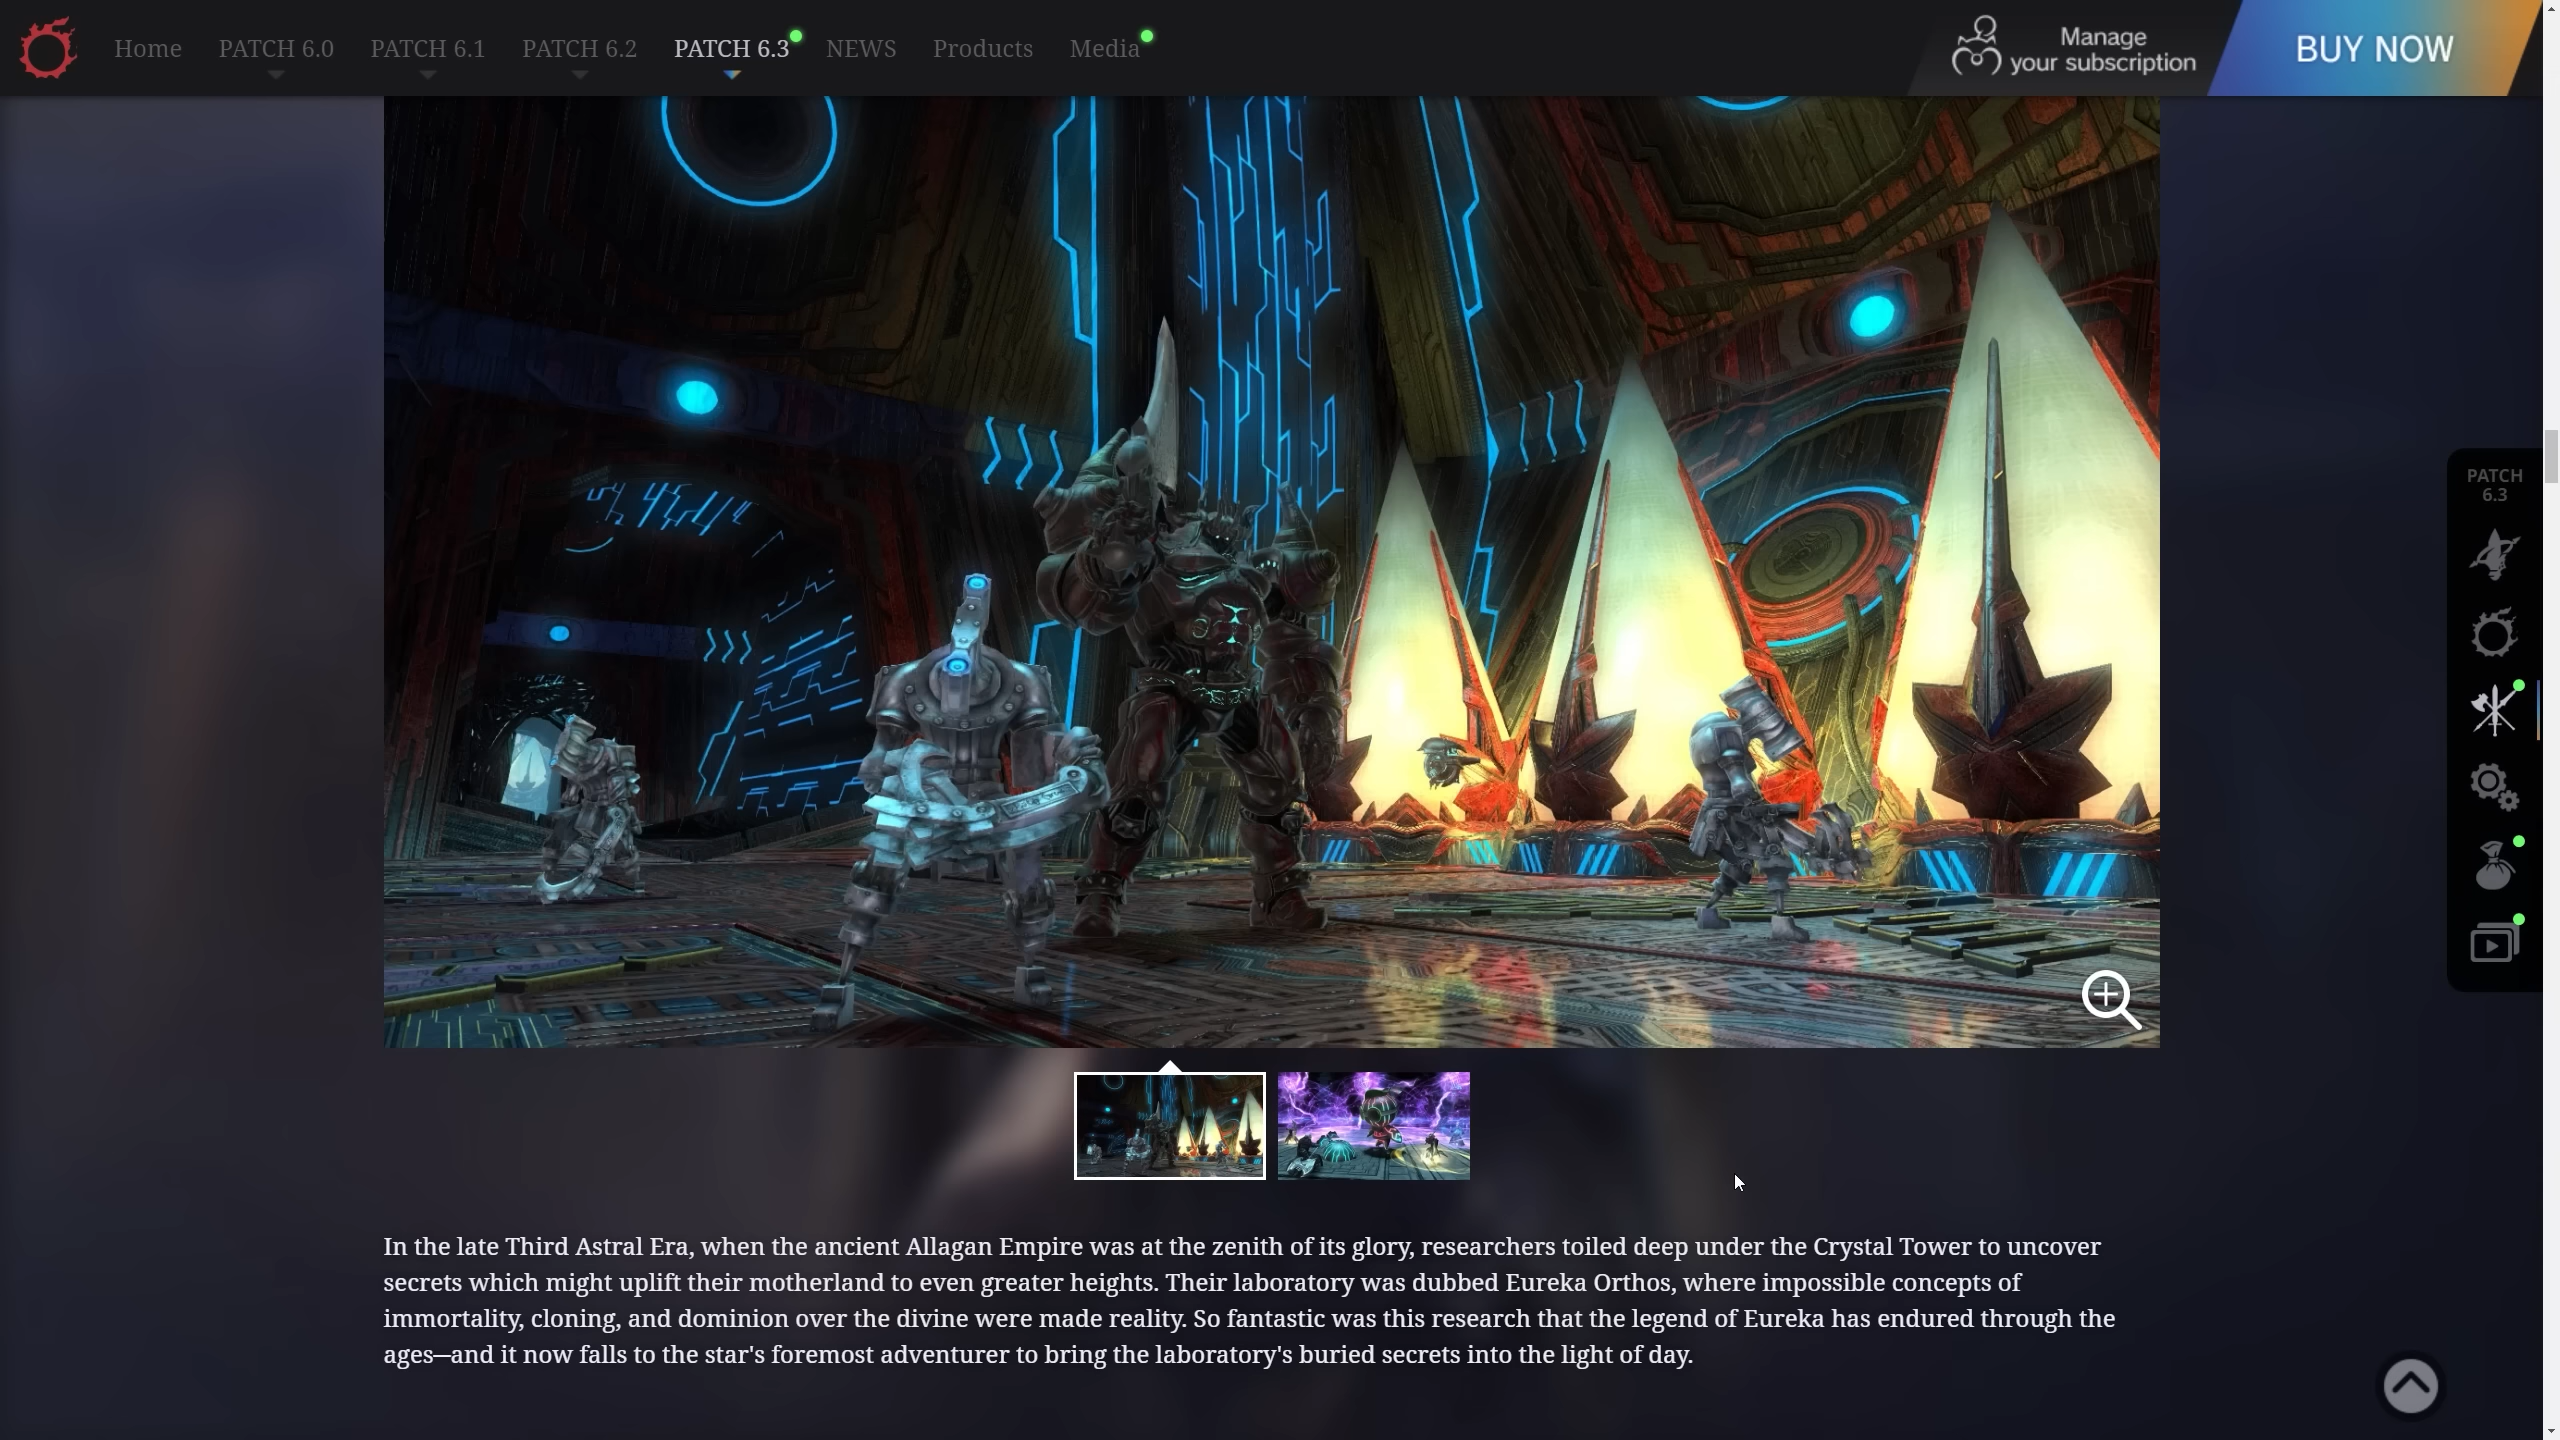 Home
PATCH 6.0
PATCH 6.1
PATCH 6.2
PATCH 6.3
NEWS
Products
Media
Manage
your subscription
BUY NOW
PATCH
6.3
In the late Third Astral Era, when the ancient Allagan Empire was at the zenith of its glory, researchers toiled deep under the Crystal Tower to uncover
secrets which might uplift their motherland to even greater heights. Their laboratory was dubbed Eureka Orthos, where impossible concepts of
immortality, cloning, and dominion over the divine were made reality. So fantastic was this research that the legend of Eureka has endured through the
ages—and it now falls to the star's foremost adventurer to bring the laboratory's buried secrets into the light of day.